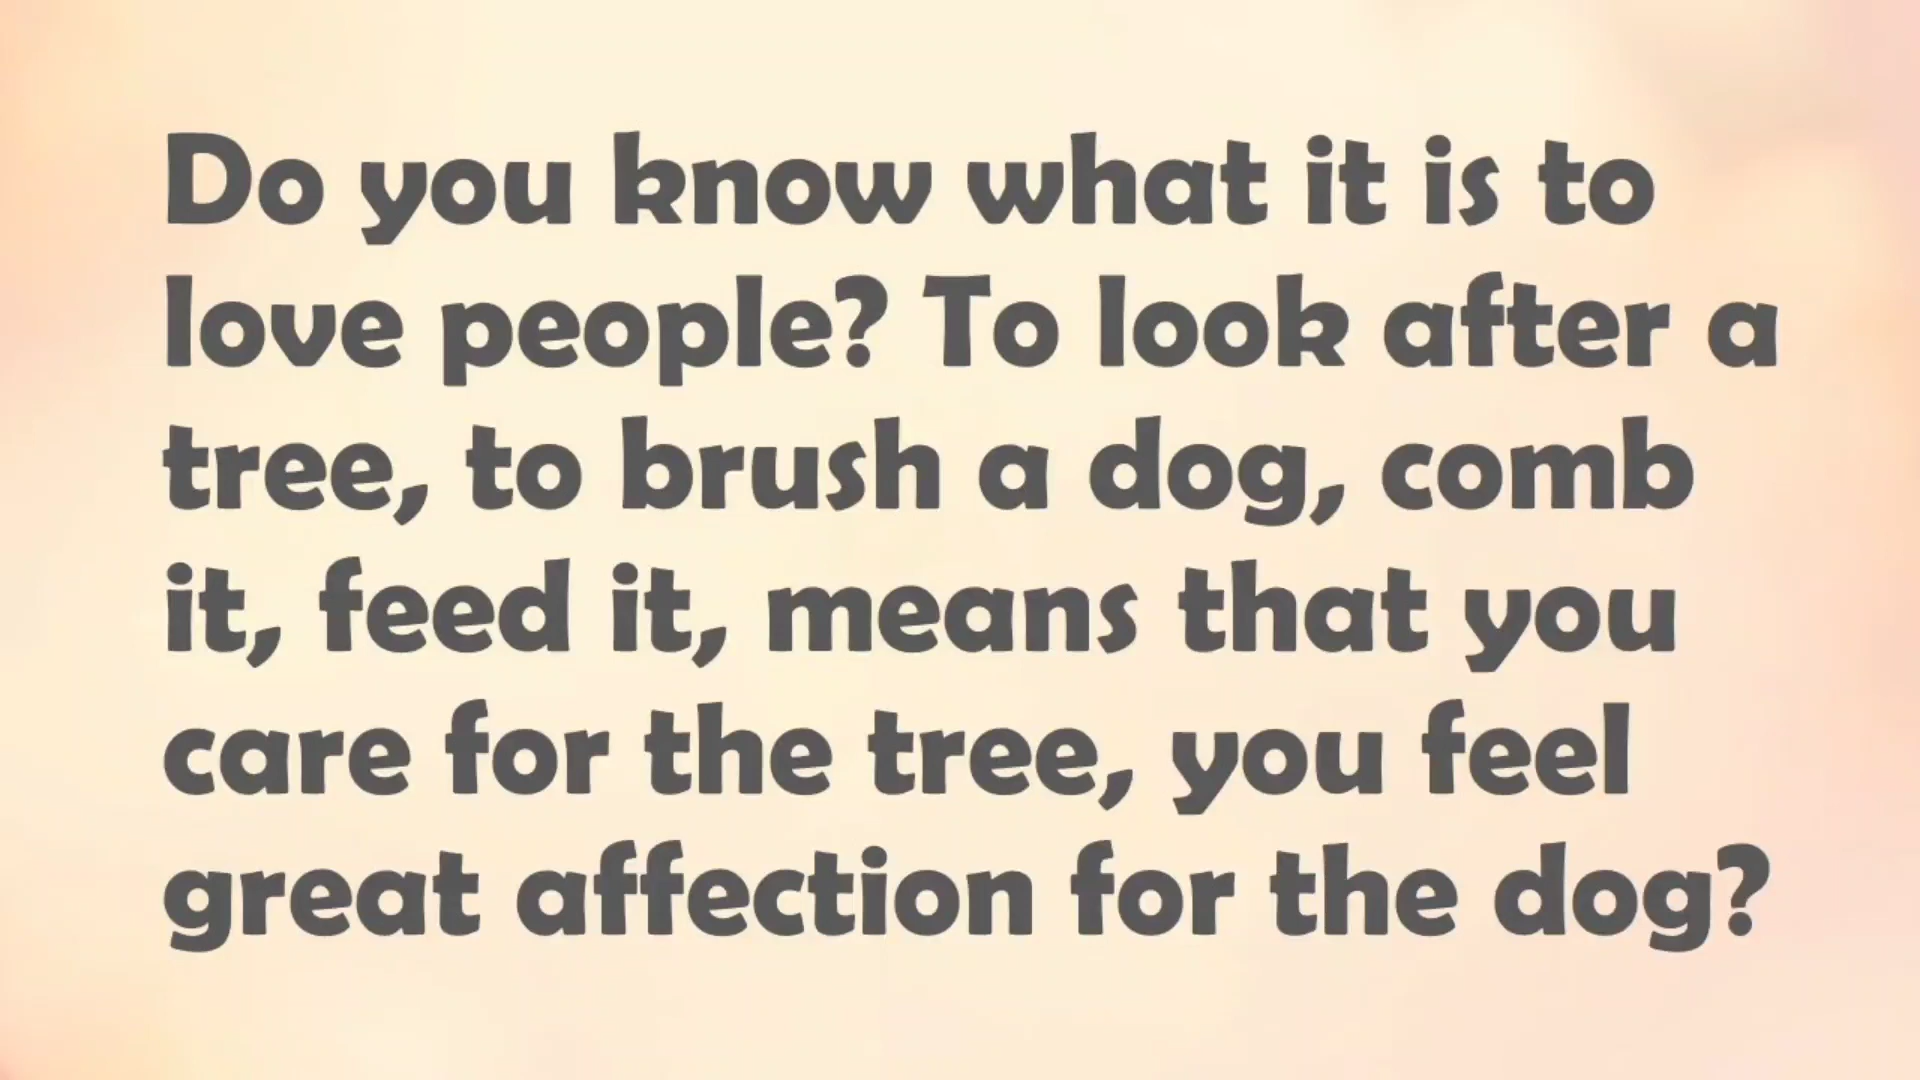 Do you know what it is to
love people? To look after a
tree, to brush a dog, comb
it, feed it, means that you
care for the tree, you feel
great affection for the dog?